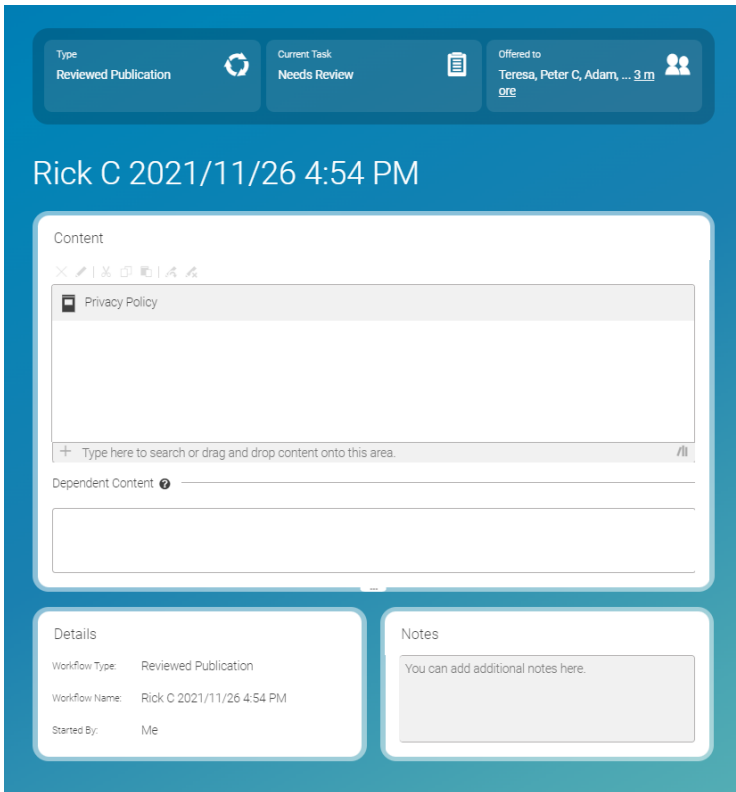 Type
Reviewed Publication
Current Task
Needs Review
Offered to
Teresa, Peter C, Adam, ... 3 m
ore
Rick C 2021/11/26 4:54 PM
Content
Privacy Policy
Type here to search or drag and drop content onto this area.
Dependent Content
Details
Workflow Type: Reviewed Publication
Workflow Name: Rick C 2021/11/26 4:54 PM
Started By: Me
Notes
You can add additional notes here.